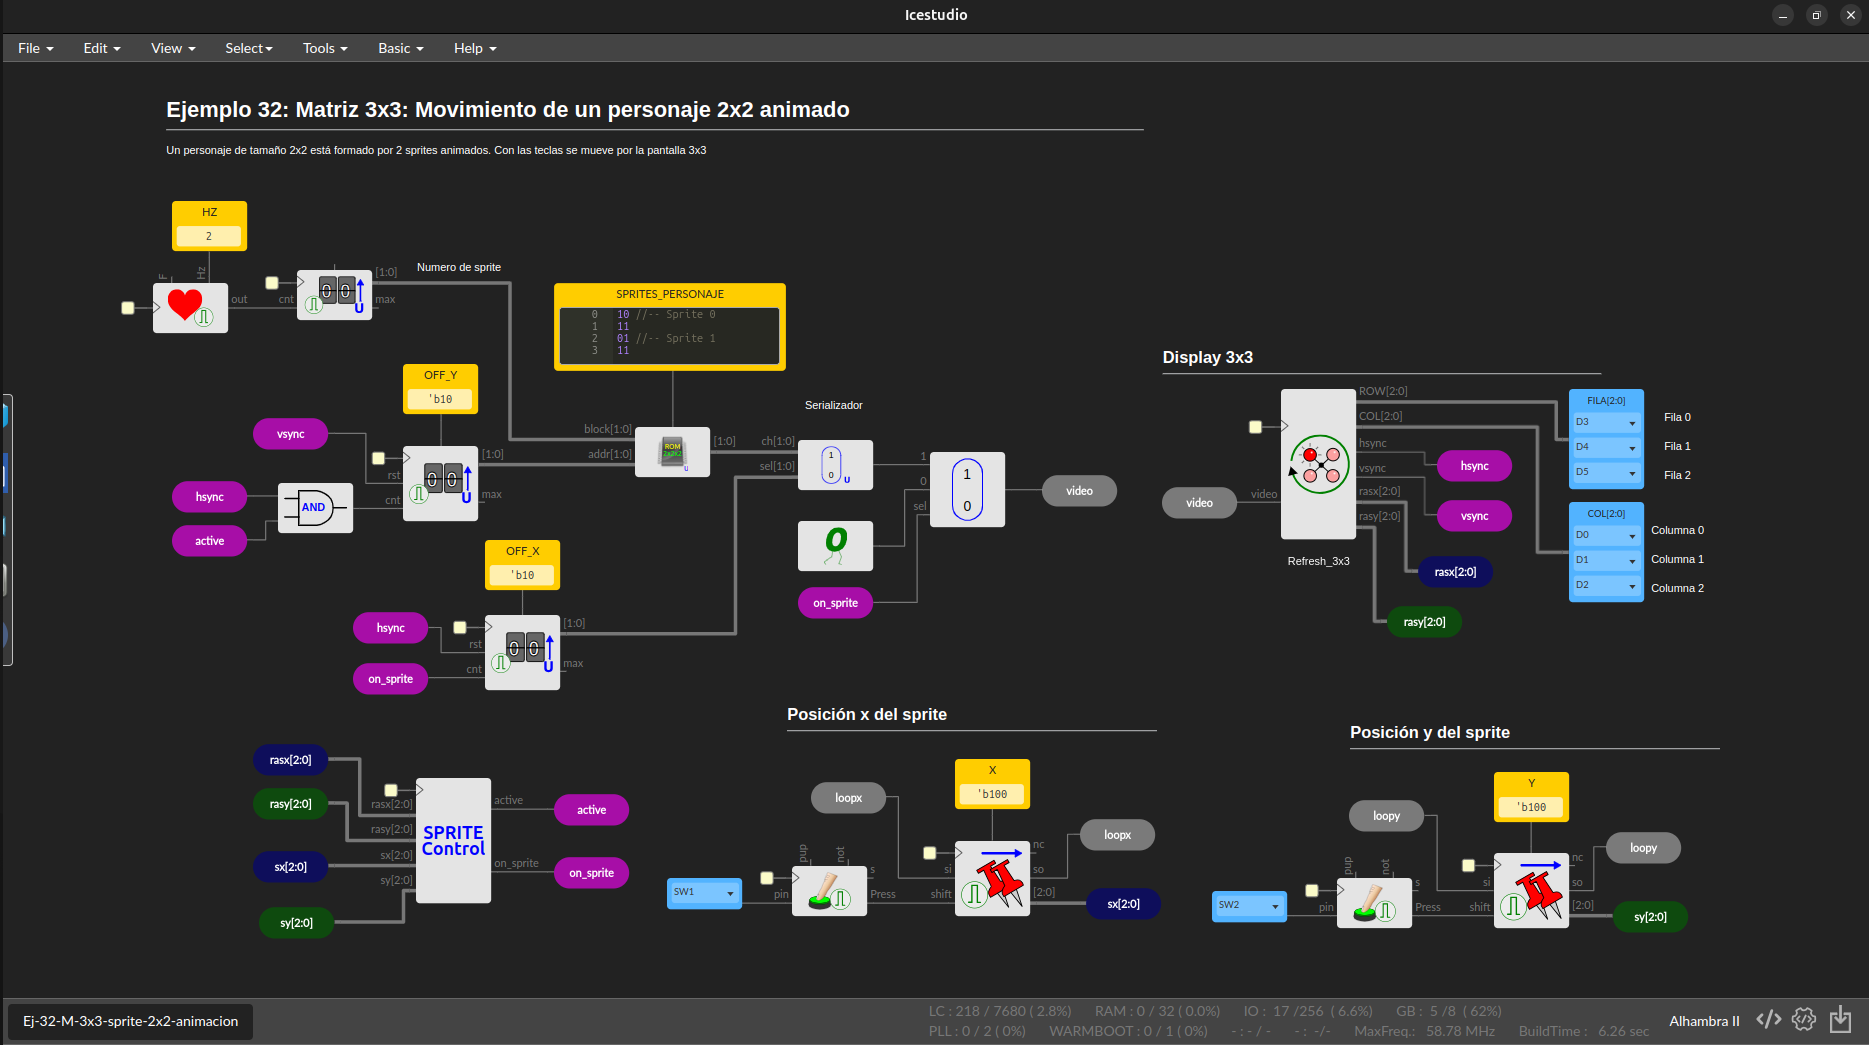 Icestudio
File Edit View Select Tools Basic Help
Ejemplo 32: Matriz 3x3: Movimiento de un personaje 2x2 animado
Un personaje de tamaño 2x2 está formado por 2 sprites animados. Con las teclas se mueve por la pantalla 3x3
HZ
2
F Hz
out
cnt
0 0 U
[1:0]
max
Numero de sprite
SPRITES_PERSONAJE
0 10 //-- Sprite 0
1 11
2 01 //-- Sprite 1
3 11
OFF_Y
'b10
vsync
hsync
active
AND
rst
cnt
0 0 U
[1:0]
max
block[1:0]
addr[1:0]
ROM
2x2x2
U
[1:0]
Serializador
ch[1:0]
sel[1:0]
1
0 U
0
on_sprite
1
0
sel
1
0
video
OFF_X
'b10
hsync
on_sprite
rst
cnt
0 0 U
[1:0]
max
Display 3x3
video
video
ROW[2:0]
COL[2:0]
hsync
vsync
rasx[2:0]
rasy[2:0]
Refresh_3x3
hsync
vsync
rasx[2:0]
rasy[2:0]
FILA[2:0]
D3
D4
D5
Fila 0
Fila 1
Fila 2
COL[2:0]
D0
D1
D2
Columna 0
Columna 1
Columna 2
rasx[2:0]
rasy[2:0]
sx[2:0]
sy[2:0]
rasx[2:0]
rasy[2:0]
sx[2:0]
sy[2:0]
SPRITE
Control
active
on_sprite
active
on_sprite
Posición x del sprite
X
'b100
loopx
SW1
pup not
pin
s
Press
si
shift
nc
so
[2:0]
loopx
sx[2:0]
Posición y del sprite
Y
'b100
loopy
SW2
pup not
pin
s
Press
si
shift
nc
so
[2:0]
loopy
sy[2:0]
Ej-32-M-3x3-sprite-2x2-animacion
LC : 218 / 7680 ( 2.8%) RAM : 0 / 32 ( 0.0%) IO : 17 /256 ( 6.6%) GB : 5 /8 ( 62%)
PLL : 0 / 2 ( 0%) WARMBOOT : 0 / 1 ( 0%) - : - / - - : -/- MaxFreq.: 58.78 MHz BuildTime : 6.26 sec
Alhambra II